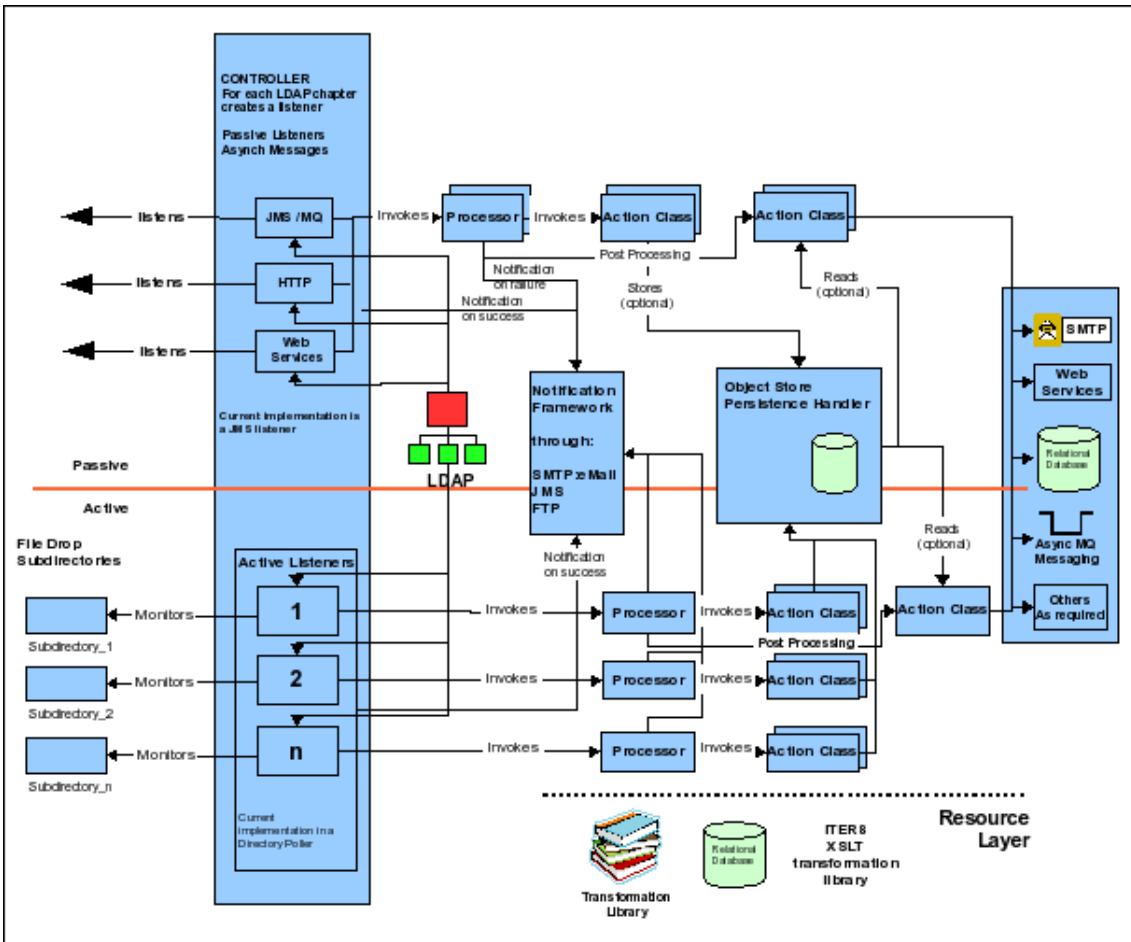 CONTROLLER
For each LDAP chapter
creates a listener
Passive Listeners
Asynch Messages
listens
JMS /MQ
Invokes
Processor
Invokes
Action Class
Action Class
Post Processing
Notification
on failure
Stores
(optional)
Reads
(optional)
listens
HTTP
Notification
on success
listens
Web
Services
SMTP
Web
Services
Relational
Database
Async MQ
Messaging
Others
As required
Current implementation is
a JMS listener
Notification
Framework
through:
SMTP:eMail
JMS
FTP
Object Store
Persistence Handler
LDAP
Passive
Active
File Drop
Subdirectories
Active Listeners
Notification
on success
Reads
(optional)
Monitors
1
Invokes
Processor
Invokes
Action Class
Action Class
Subdirectory_1
Post Processing
Monitors
2
Invokes
Processor
Invokes
Action Class
Subdirectory_2
Monitors
n
Invokes
Processor
Invokes
Action Class
Subdirectory_n
Current
implementation in a
Directory Poller
Transformation
Library
Relational
Database
ITER8
XSLT
transformation
library
Resource
Layer